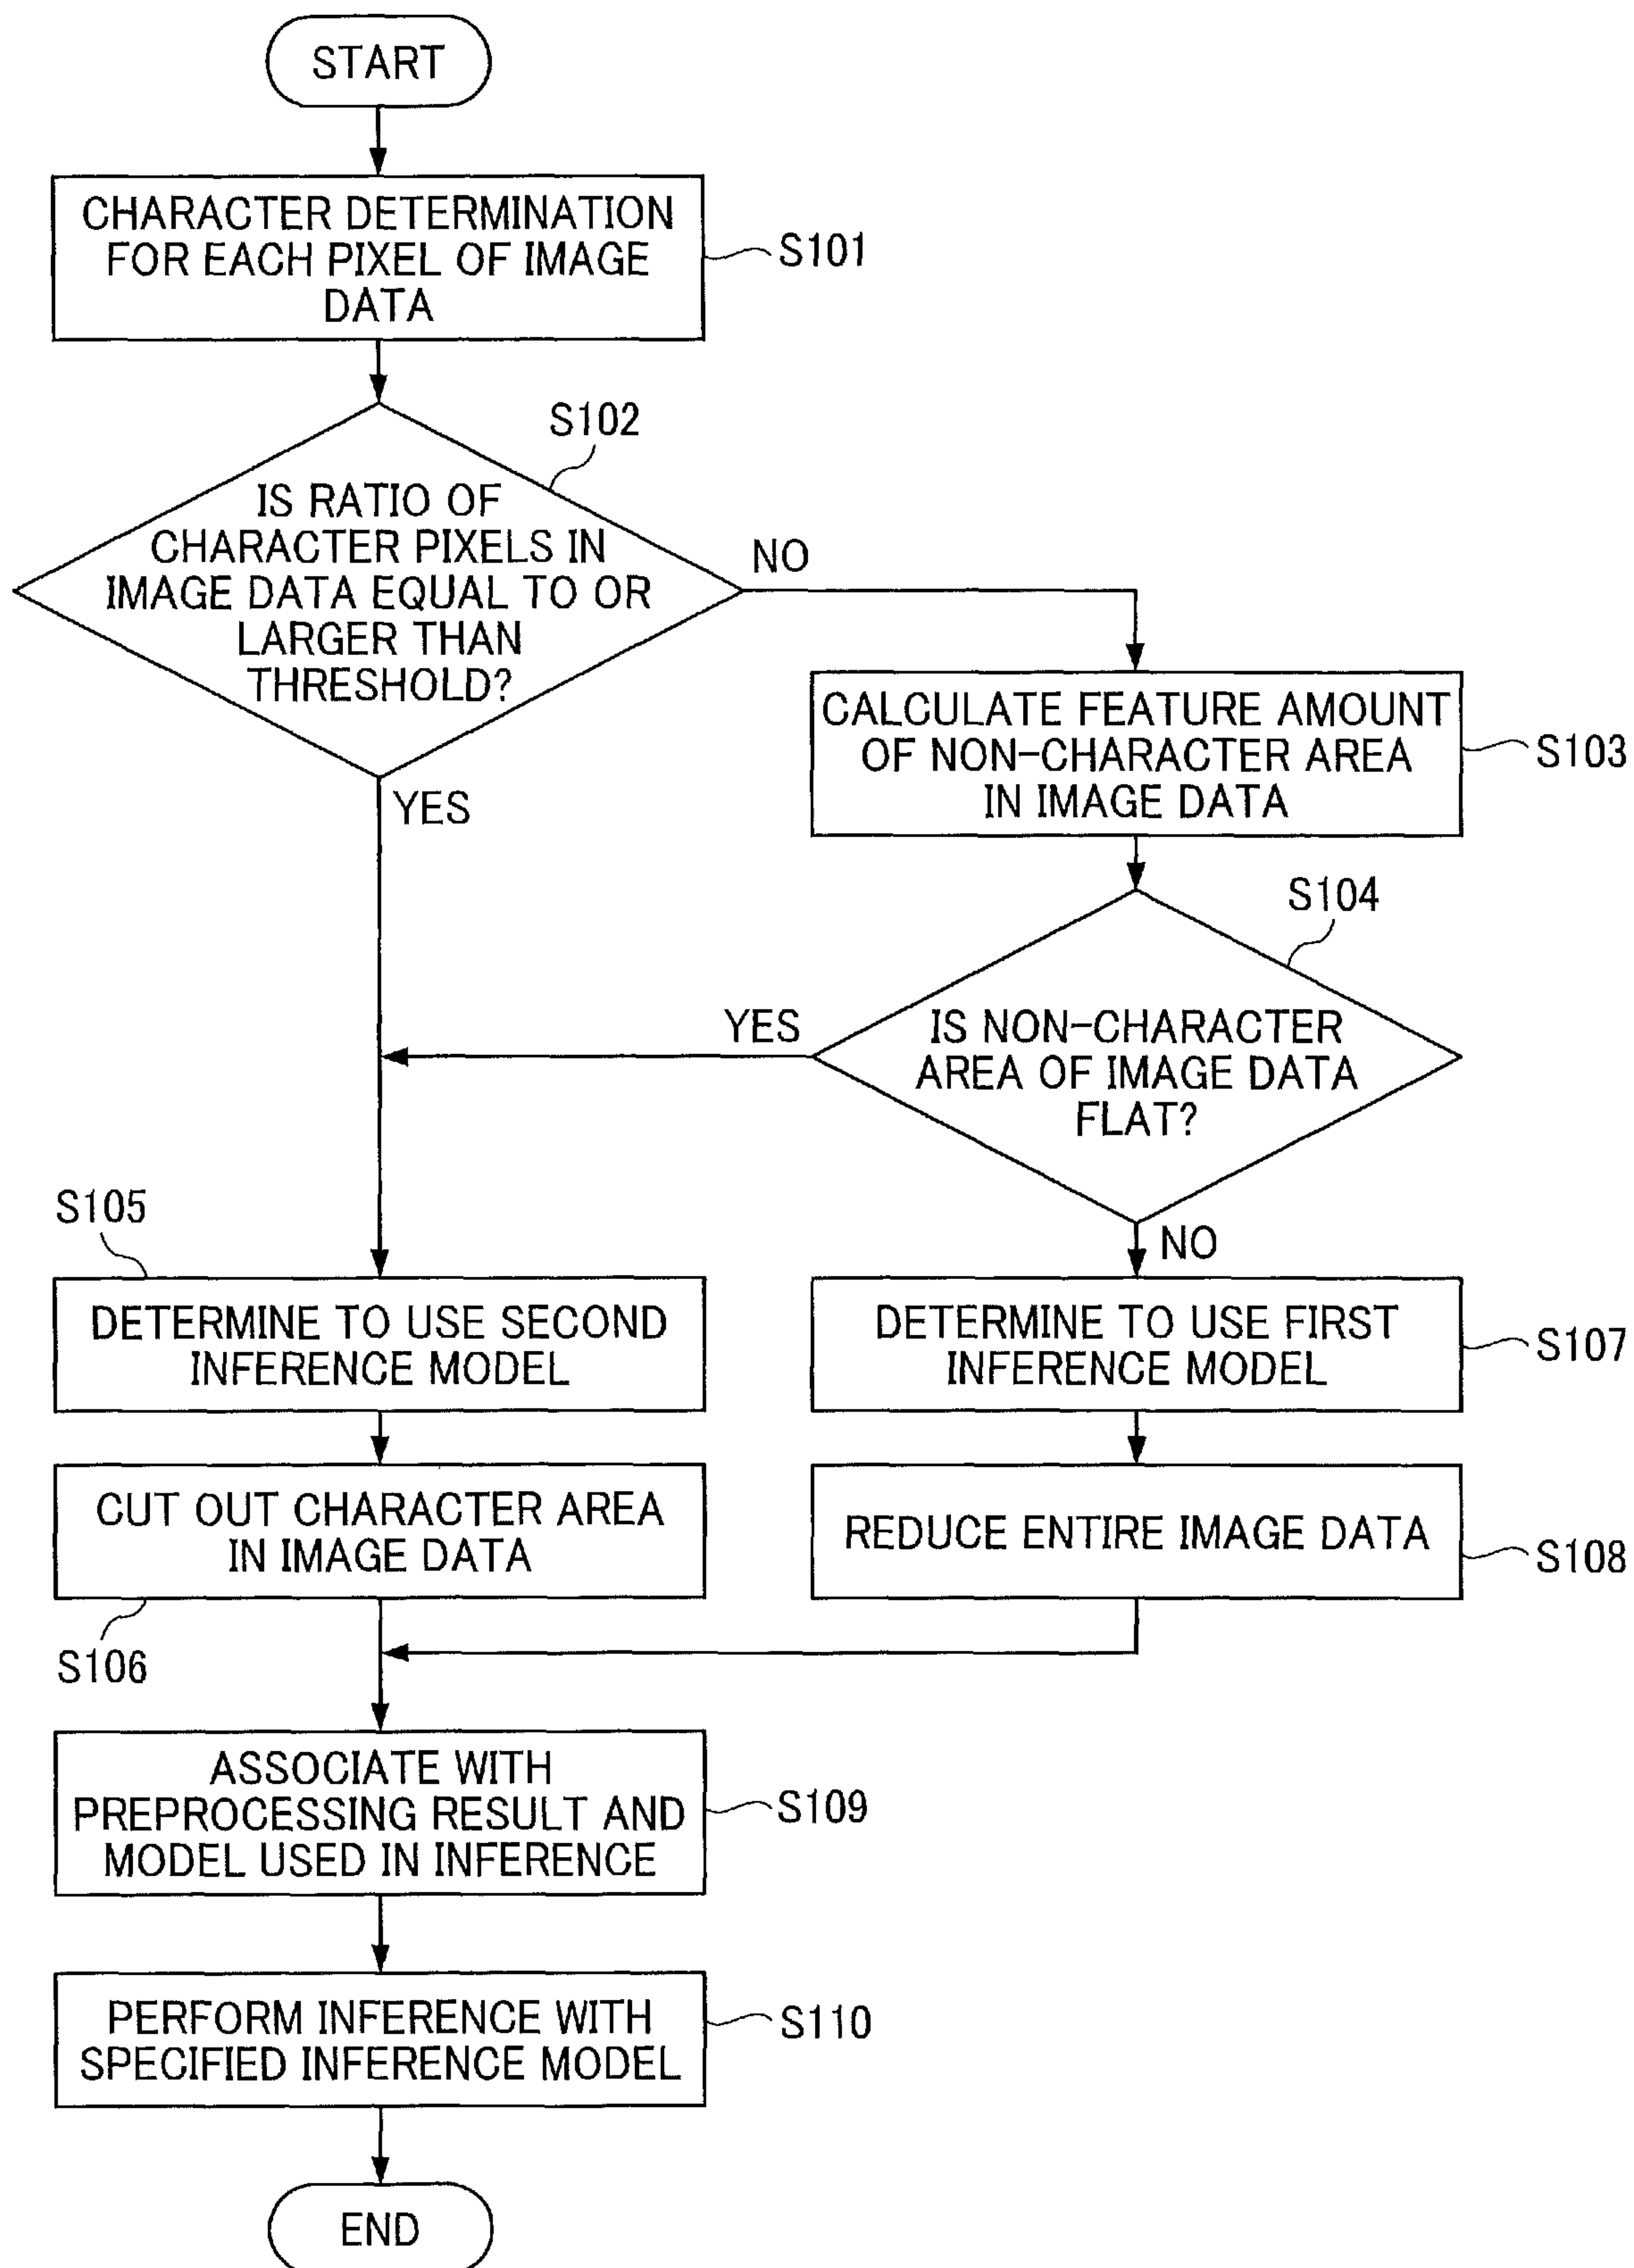 START
CHARACTER DETERMINATION
FOR EACH PIXEL OF IMAGE
DATA
S101
S102
IS RATIO OF
CHARACTER PIXELS IN
IMAGE DATA EQUAL TO OR
LARGER THAN
THRESHOLD?
NO
YES
CALCULATE FEATURE AMOUNT
OF NON-CHARACTER AREA
IN IMAGE DATA
S103
S104
IS NON-CHARACTER
AREA OF IMAGE DATA
FLAT?
YES
NO
S105
DETERMINE TO USE SECOND
INFERENCE MODEL
DETERMINE TO USE FIRST
INFERENCE MODEL
S107
CUT OUT CHARACTER AREA
IN IMAGE DATA
S106
REDUCE ENTIRE IMAGE DATA
S108
ASSOCIATE WITH
PREPROCESSING RESULT AND
MODEL USED IN INFERENCE
S109
PERFORM INFERENCE WITH
SPECIFIED INFERENCE MODEL
S110
END